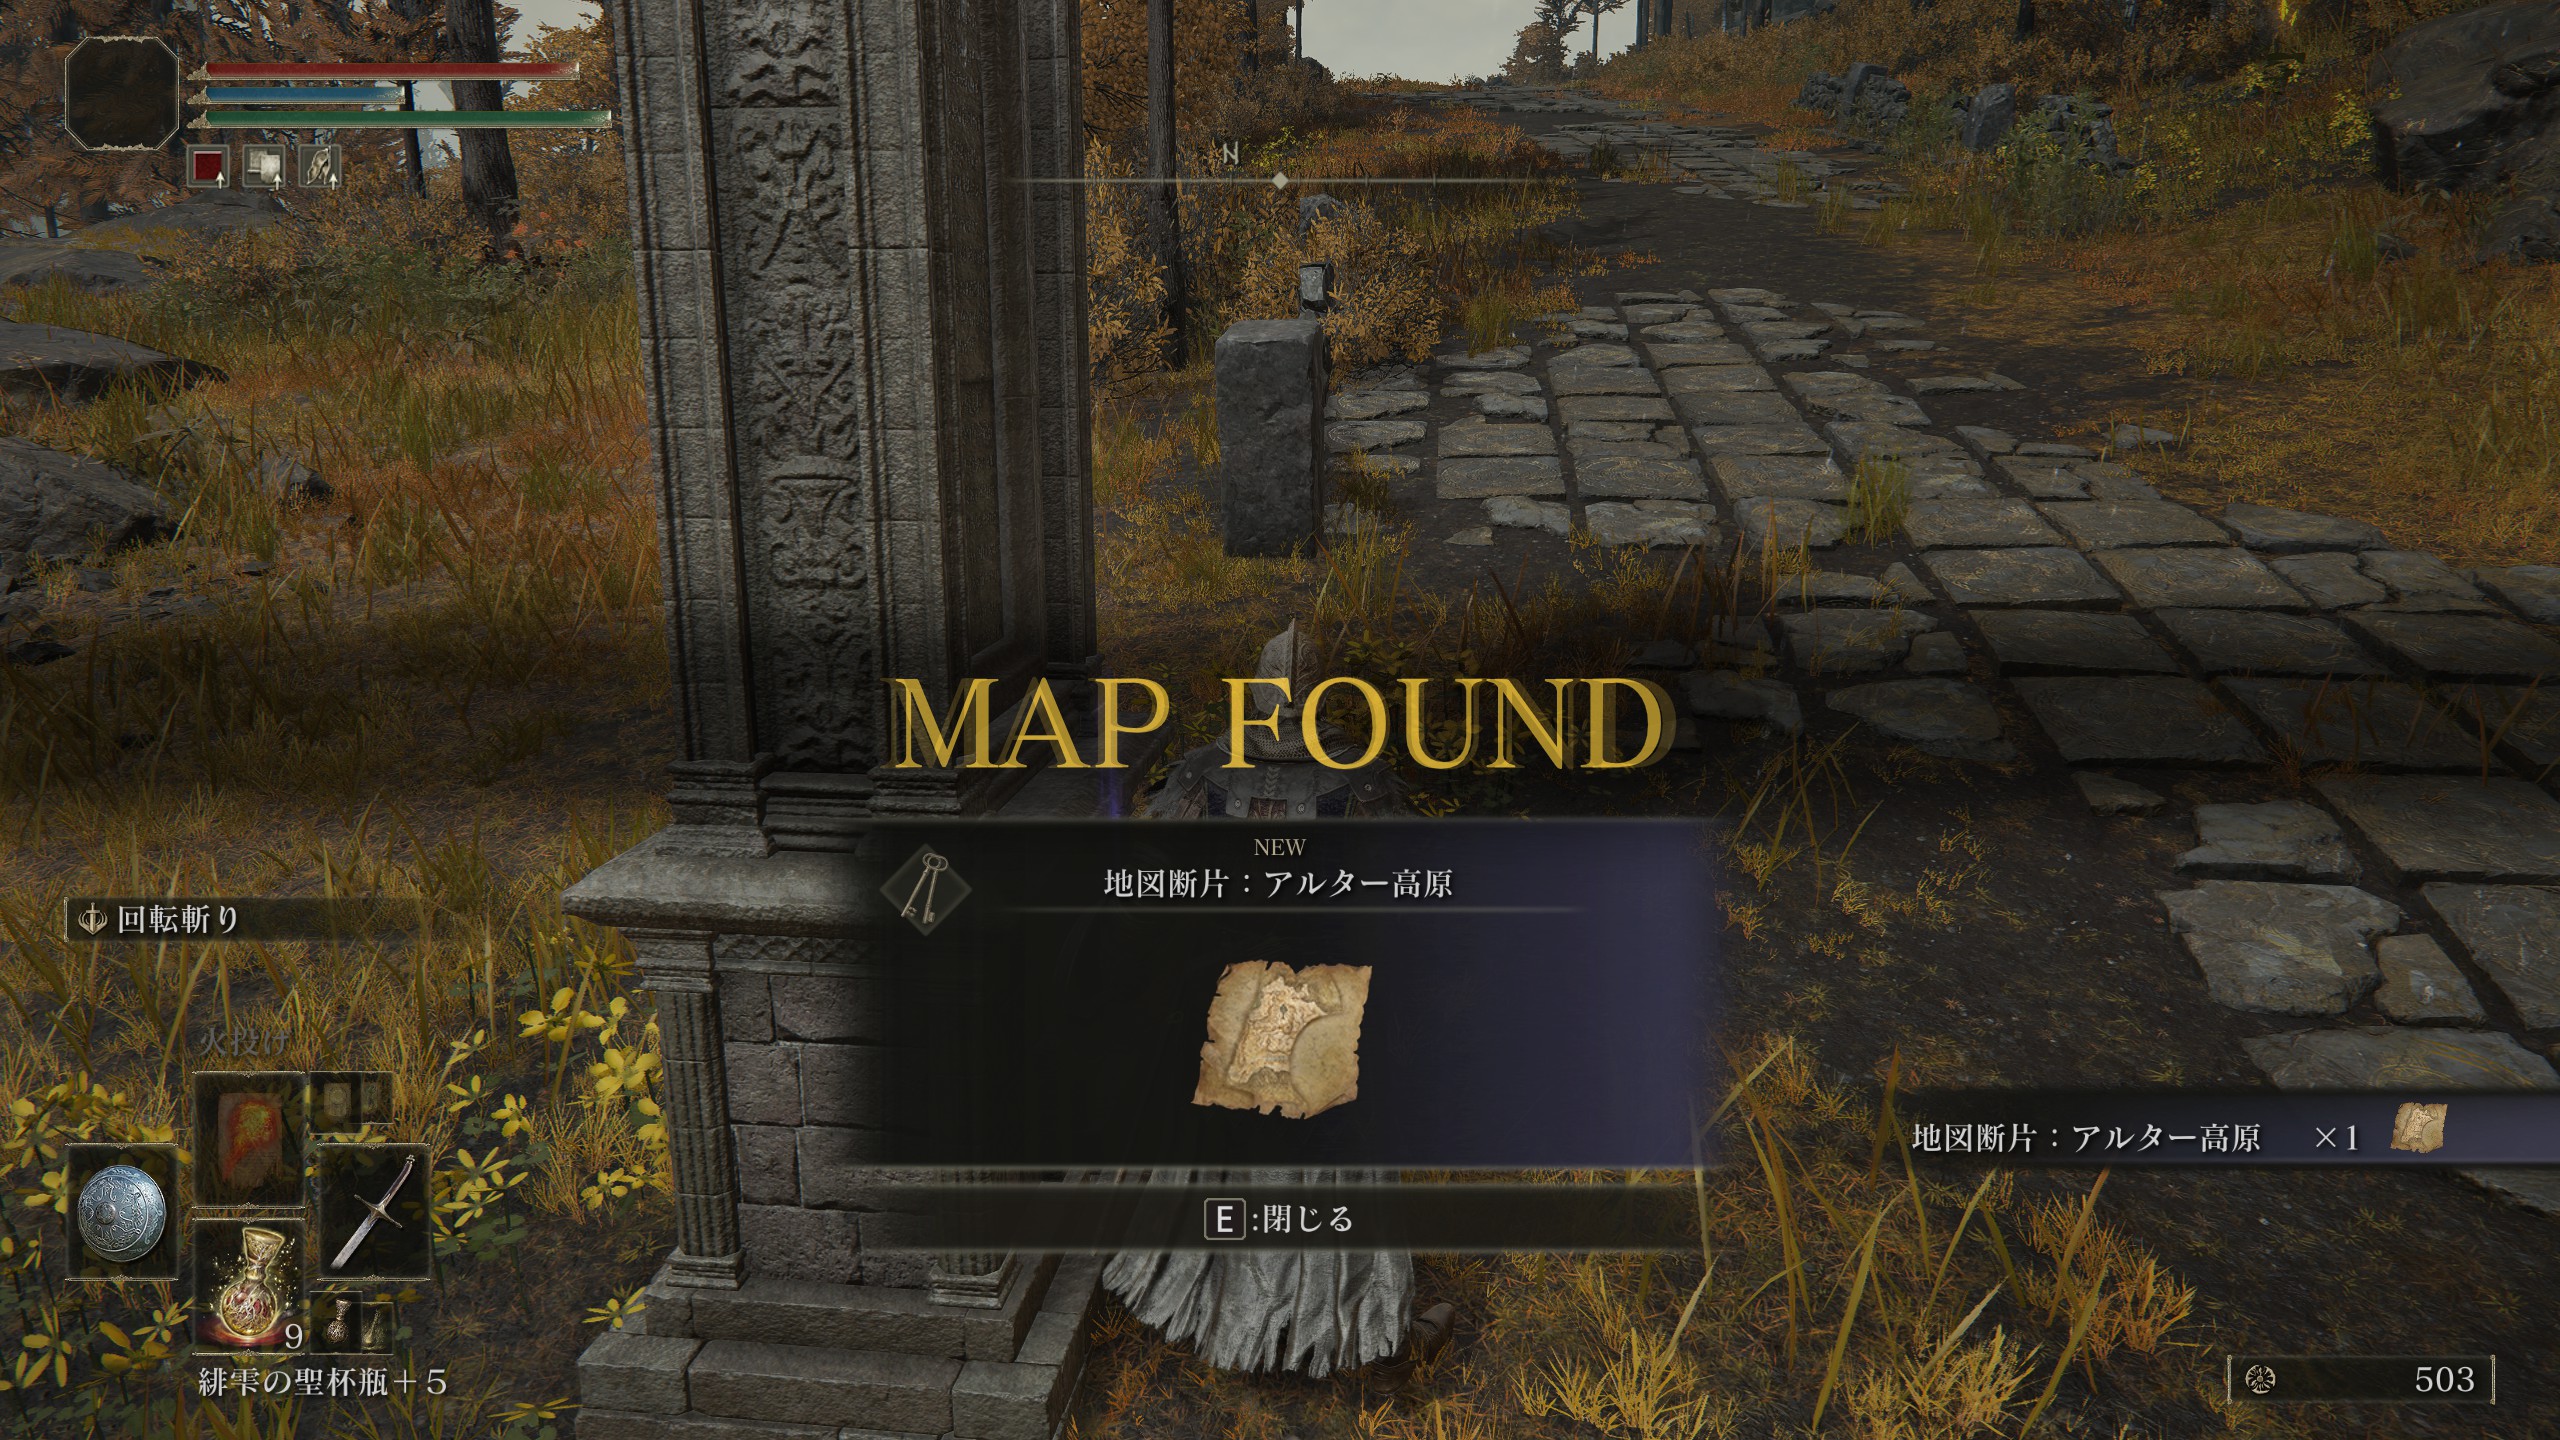 N
MAP FOUND
NEW
地図断片：アルター高原
回転斬り
火投げ
地図断片：アルター高原 ×1
E:閉じる
9
緋雫の聖杯瓶＋5
503